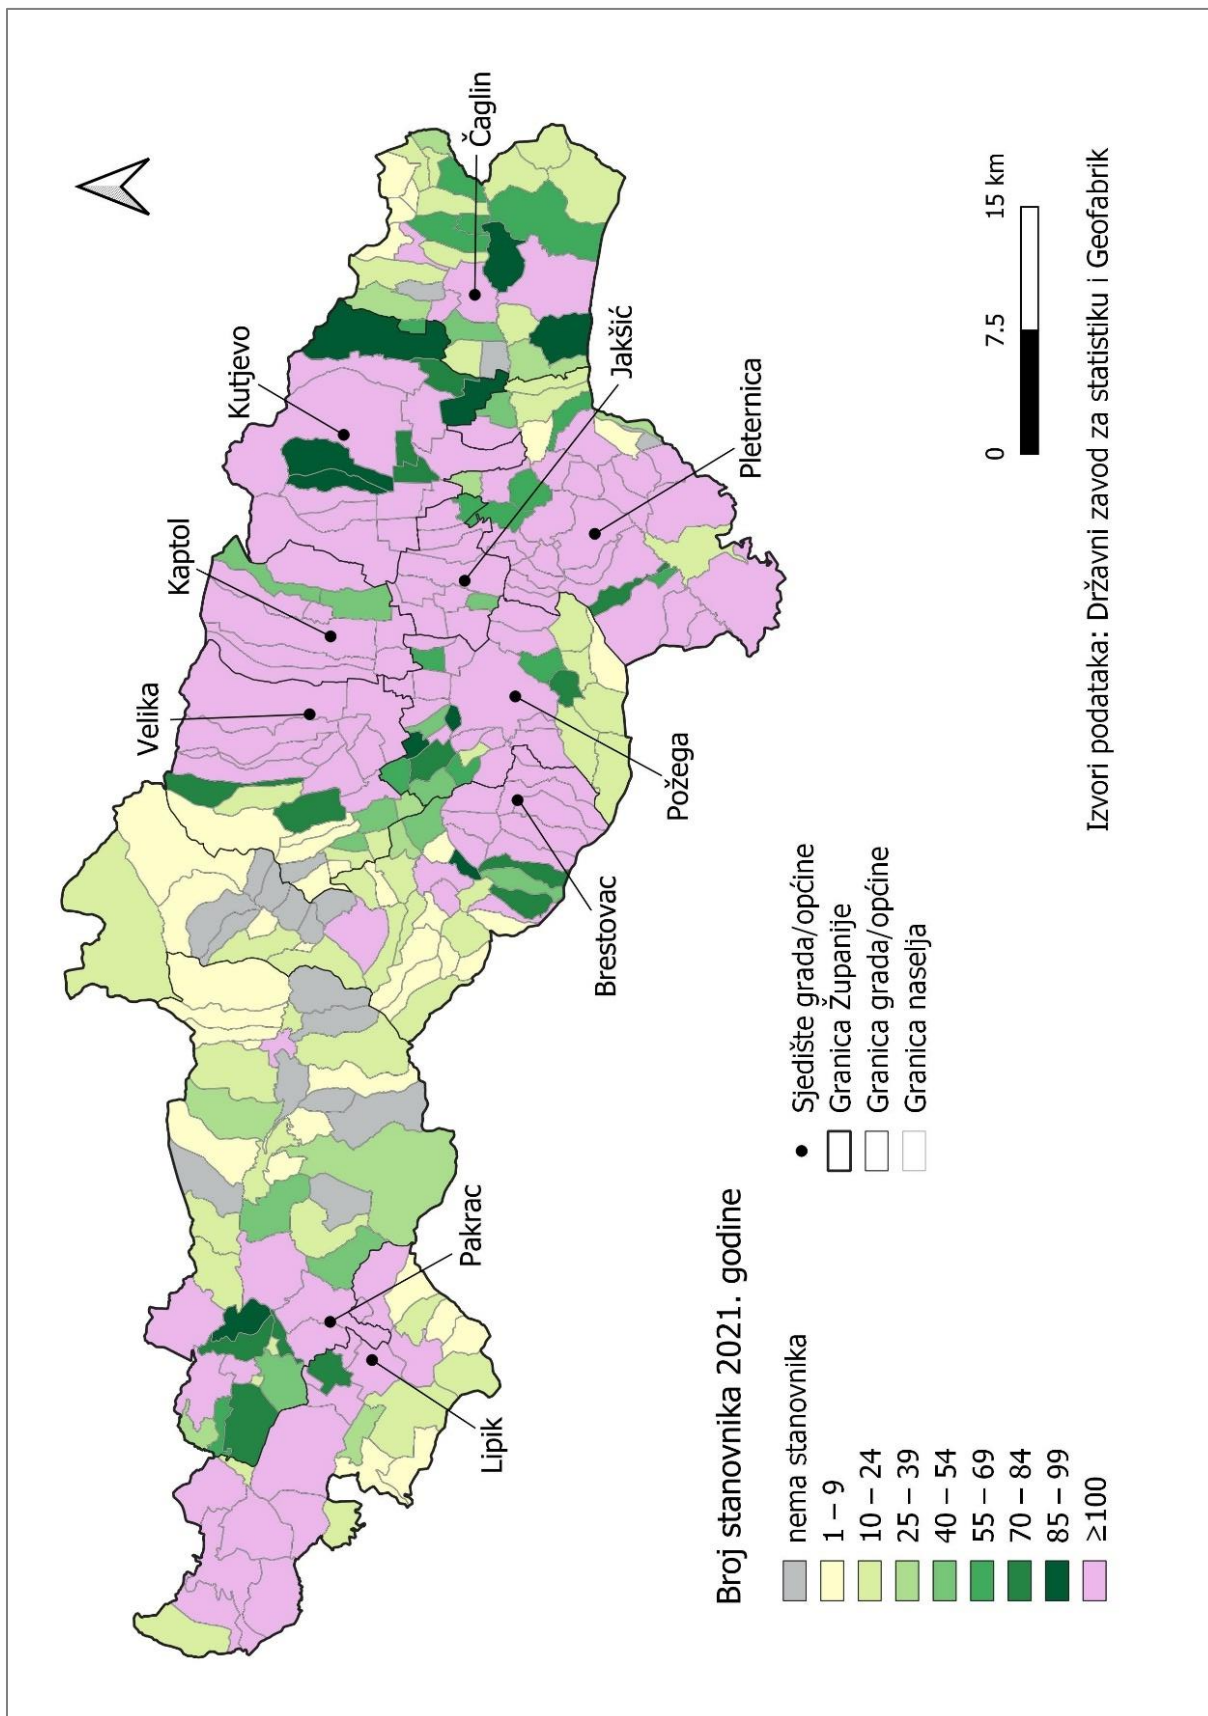 Velika
Kaptol
Kutjevo
Čaglin
Jakšić
Pleternica
Požega
Brestovac
Pakrac
Lipik
Broj stanovnika 2021. godine
nema stanovnika
1 – 9
10 – 24
25 – 39
40 – 54
55 – 69
70 – 84
85 – 99
≥100
Sjedište grada/općine
Granica Županije
Granica grada/općine
Granica naselja
0 7.5 15 km
Izvori podataka: Državni zavod za statistiku i Geofabrik